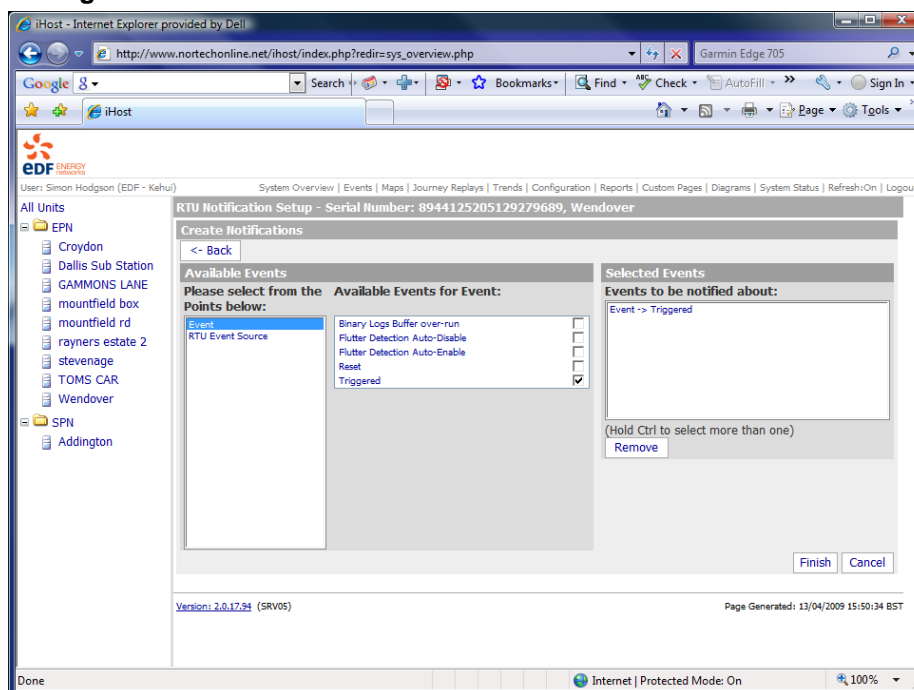 iHost - Internet Explorer provided by Dell
http://www.nortechonline.net/ihost/index.php?redir=sys_overview.php
Garmin Edge 705
Google
Search
Bookmarks
Find
Check
AutoFill
Sign In
iHost
Page
Tools
eDF ENERGY
networks
User: Simon Hodgson (EDF - Kehui)
System Overview | Events | Maps | Journey Replays | Trends | Configuration | Reports | Custom Pages | Diagrams | System Status | Refresh:On | Logou
All Units
EPN
Croydon
Dallis Sub Station
GAMMONS LANE
mountfield box
mountfield rd
rayners estate 2
stevenage
TOMS CAR
Wendover
SPN
Addington
RTU Notification Setup - Serial Number: 8944125205129279689, Wendover
Create Notifications
<- Back
Available Events
Please select from the
Points below:
Event
RTU Event Source
Available Events for Event:
Binary Logs Buffer over-run
Flutter Detection Auto-Disable
Flutter Detection Auto-Enable
Reset
Triggered
Selected Events
Events to be notified about:
Event -> Triggered
(Hold Ctrl to select more than one)
Remove
Finish
Cancel
Version: 2.0.17.94 (SRV05)
Page Generated: 13/04/2009 15:50:34 BST
Done
Internet | Protected Mode: On
100%